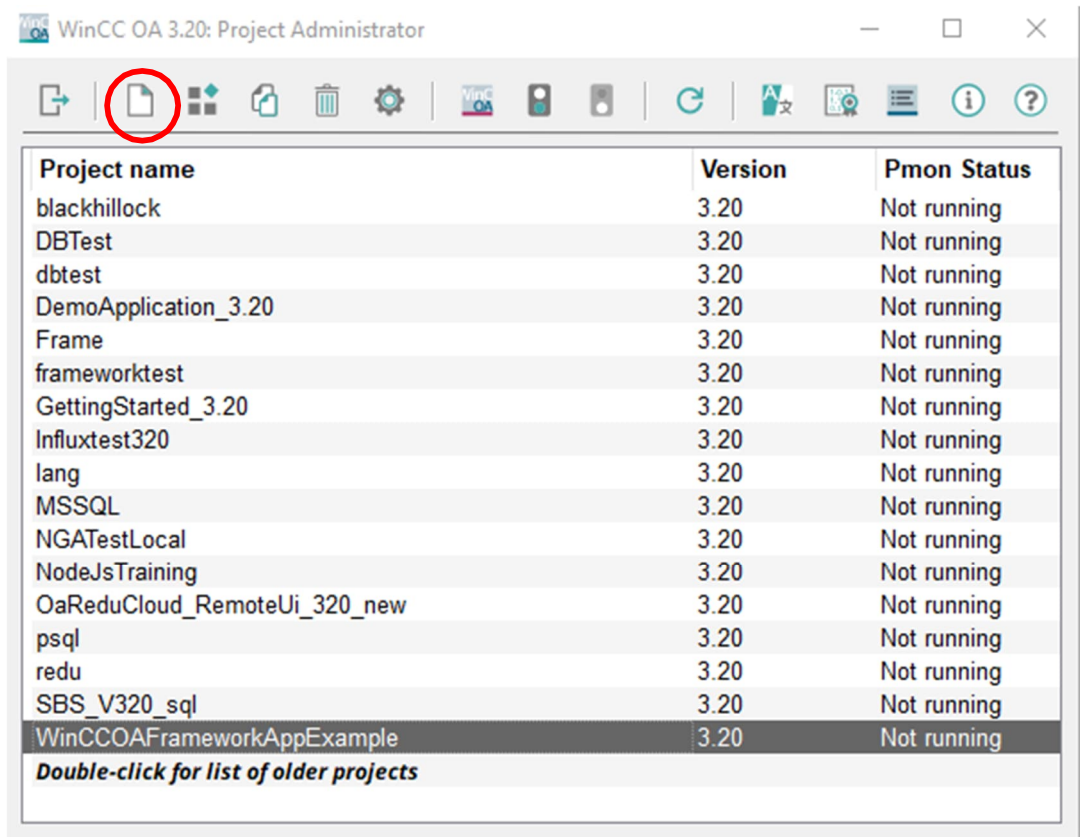 WinCC OA 3.20: Project Administrator
Project name Version Pmon Status
blackhillock 3.20 Not running
DBTest 3.20 Not running
dbtest 3.20 Not running
DemoApplication_3.20 3.20 Not running
Frame 3.20 Not running
frameworktest 3.20 Not running
GettingStarted_3.20 3.20 Not running
Influxtest320 3.20 Not running
lang 3.20 Not running
MSSQL 3.20 Not running
NGATestLocal 3.20 Not running
NodeJsTraining 3.20 Not running
OaReduCloud_RemoteUi_320_new 3.20 Not running
psql 3.20 Not running
redu 3.20 Not running
SBS_V320_sql 3.20 Not running
WinCCOAFrameworkAppExample 3.20 Not running
Double-click for list of older projects